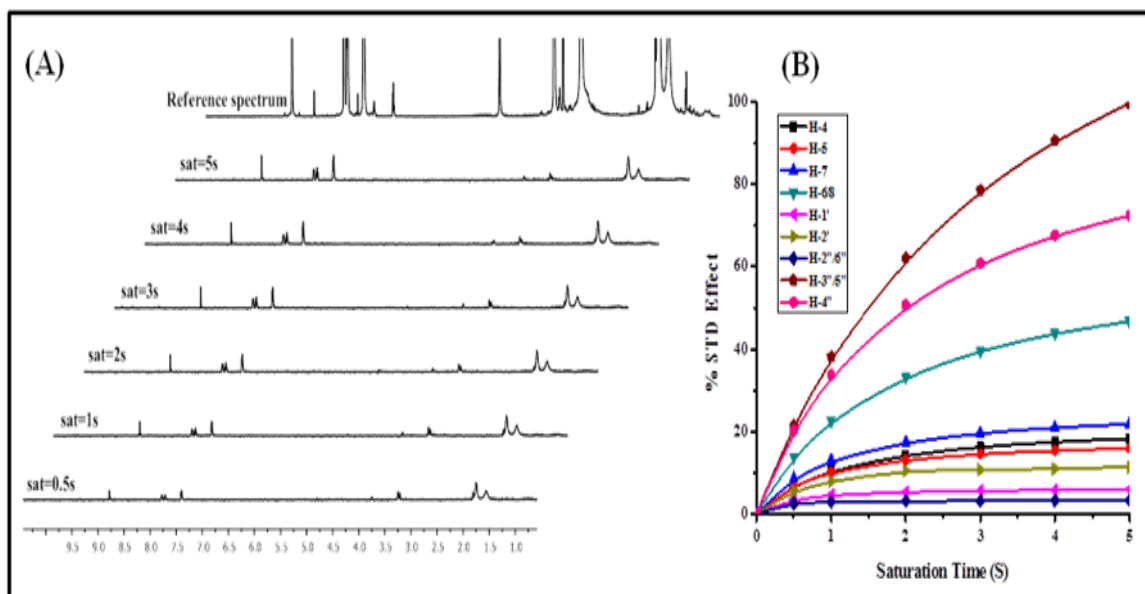 (A)
Reference spectrum
sat=5s
sat=4s
sat=3s
sat=2s
sat=1s
sat=0.5s
9.5 9.0 8.5 8.0 7.5 7.0 6.5 6.0 5.5 5.0 4.5 4.0 3.5 3.0 2.5 2.0 1.5 1.0
(B)
% STD Effect
100
80
60
40
20
0
H-4
H-5
H-7
H-6/8
H-1'
H-2'
H-2"/6"
H-3"/5"
H-4"
0 1 2 3 4 5
Saturation Time (S)